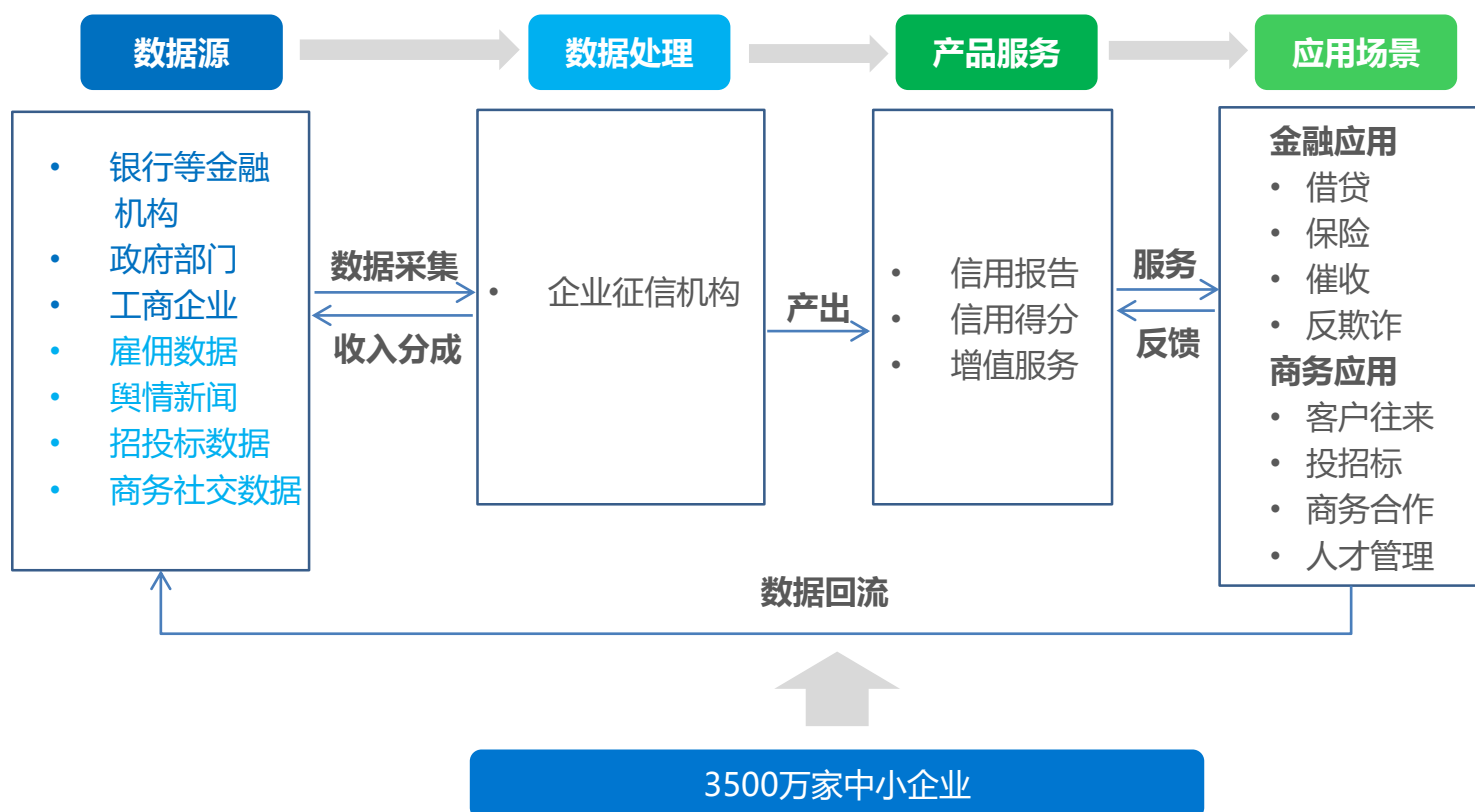 数据源
数据处理
产品服务
应用场景
• 银行等金融
机构
• 政府部门
• 工商企业
• 雇佣数据
• 舆情新闻
• 招投标数据
• 商务社交数据
数据采集
收入分成
• 企业征信机构
产出
• 信用报告
• 信用得分
• 增值服务
服务
反馈
金融应用
• 借贷
• 保险
• 催收
• 反欺诈
商务应用
• 客户往来
• 投招标
• 商务合作
• 人才管理
数据回流
3500万家中小企业